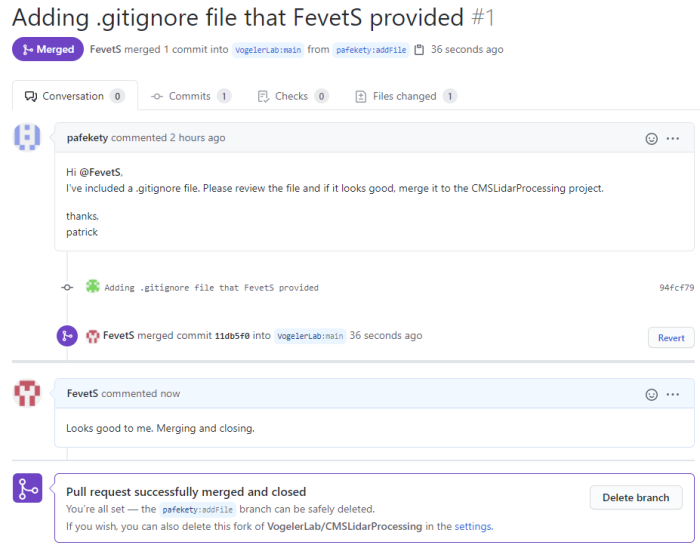 Adding .gitignore file that FevetS provided #1
Merged FevetS merged 1 commit into VogelerLab:main from pafekety:addFile 36 seconds ago
Conversation 0 Commits 1 Checks 0 Files changed 1
pafekety commented 2 hours ago
Hi @FevetS,
I've included a .gitignore file. Please review the file and if it looks good, merge it to the CMSLidarProcessing project.
thanks,
patrick
Adding .gitignore file that FevetS provided 94fcf79
FevetS merged commit 11db5f0 into VogelerLab:main 36 seconds ago Revert
FevetS commented now
Looks good to me. Merging and closing.
Pull request successfully merged and closed
You're all set — the pafekety:addFile branch can be safely deleted.
Delete branch
If you wish, you can also delete this fork of VogelerLab/CMSLidarProcessing in the settings.